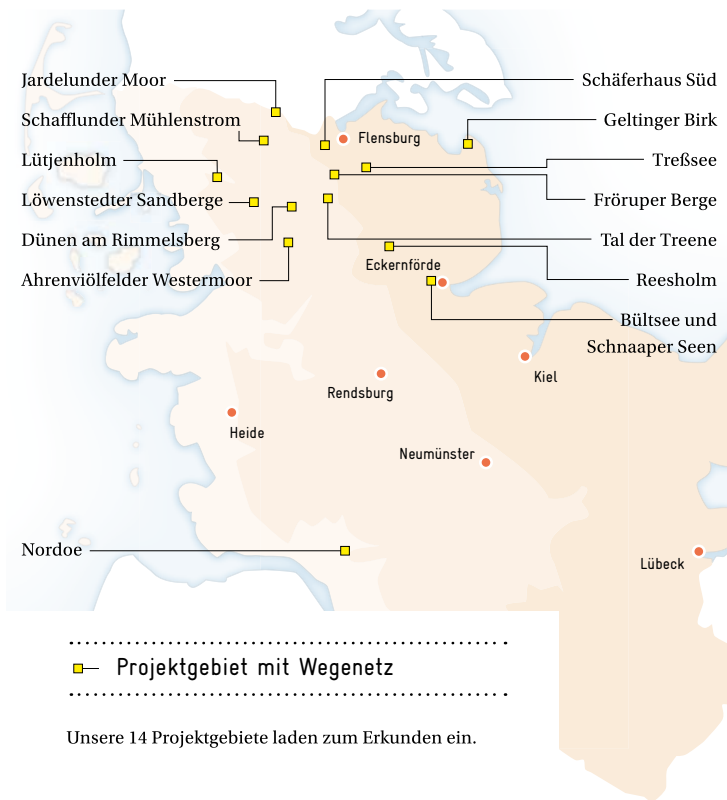 Jardelunder Moor
Schafflunder Mühlenstrom
Lütjenholm
Löwenstedter Sandberge
Dünen am Rimmelsberg
Ahrenviölfelder Westermoor
Nordoe
Schäferhaus Süd
Geltinger Birk
Treßsee
Fröruper Berge
Tal der Treene
Reesholm
Bültsee und
Schnaaper Seen
Flensburg
Eckernförde
Kiel
Rendsburg
Heide
Neumünster
Lübeck
Projektgebiet mit Wegenetz
Unsere 14 Projektgebiete laden zum Erkunden ein.